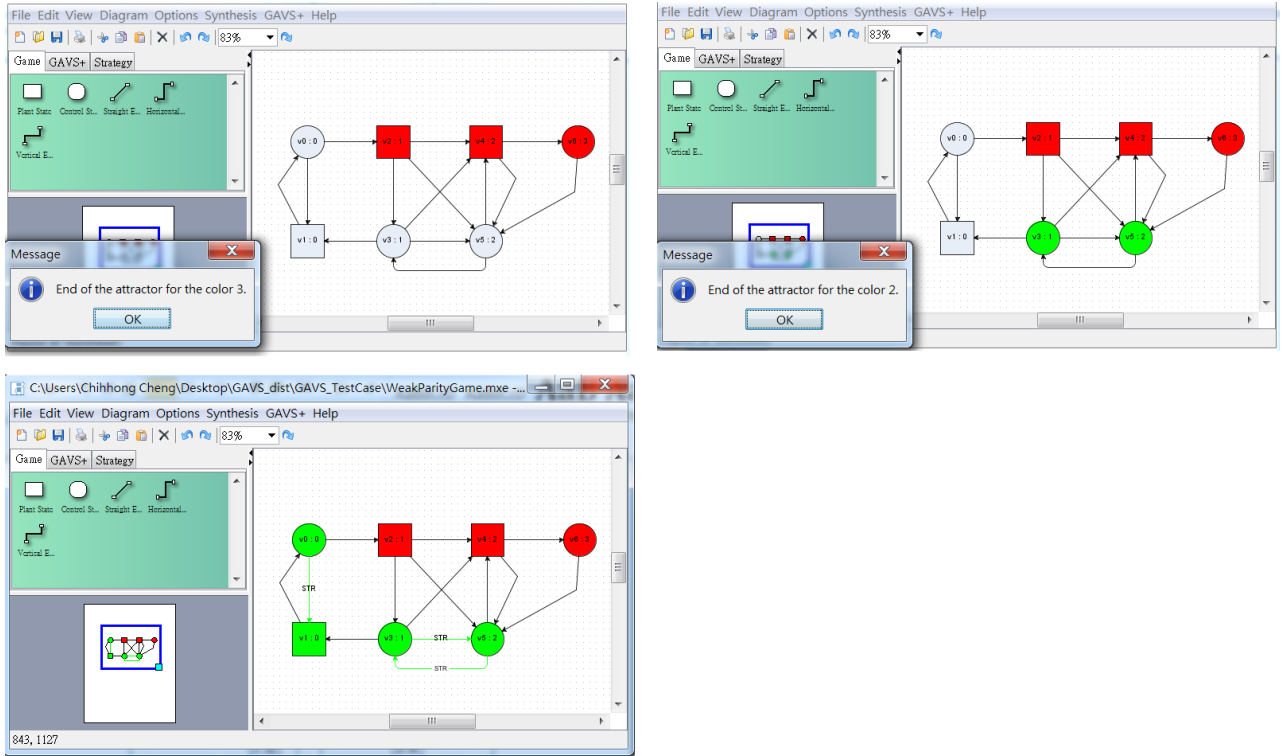 File Edit View Diagram Options Synthesis GAVS+ Help
83%
Game GAVS+ Strategy
Plant State Control St... Straight E... Horizontal...
Vertical E...
v0 : 0 v2 : 1 v4 : 2 v6 : 3
v1 : 0 v3 : 1 v5 : 2
Message
End of the attractor for the color 3.
OK
File Edit View Diagram Options Synthesis GAVS+ Help
83%
Game GAVS+ Strategy
Plant State Control St... Straight E... Horizontal...
Vertical E...
v0 : 0 v2 : 1 v4 : 2 v6 : 3
v1 : 0 v3 : 1 v5 : 2
Message
End of the attractor for the color 2.
OK
C:\Users\Chihhong Cheng\Desktop\GAVS_dist\GAVS_TestCase\WeakParityGame.mxe -...
File Edit View Diagram Options Synthesis GAVS+ Help
83%
Game GAVS+ Strategy
Plant State Control St... Straight E... Horizontal...
Vertical E...
v0 : 0 v2 : 1 v4 : 2 v6 : 3
STR
v1 : 0 v3 : 1 STR v5 : 2
STR
843, 1127